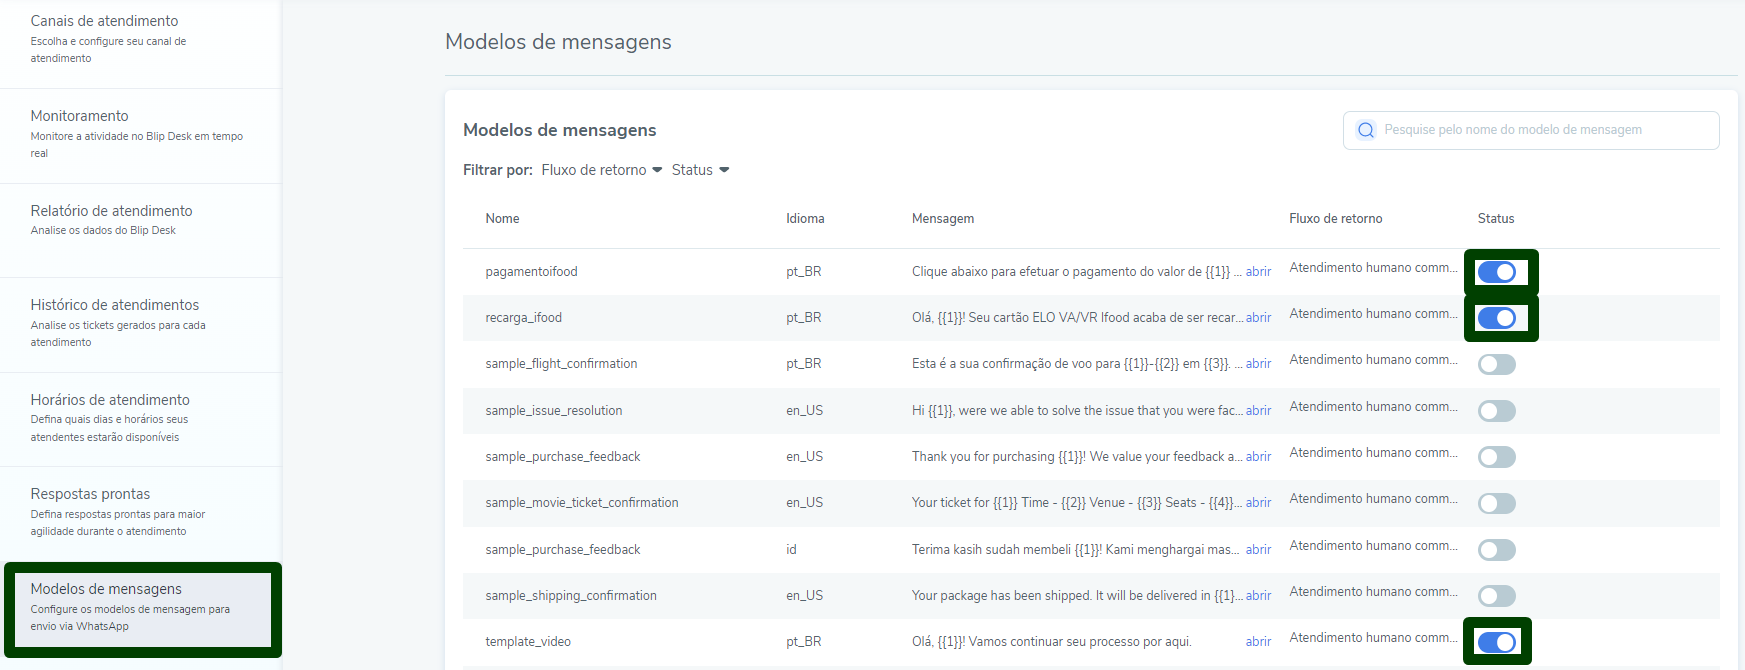 Canais de atendimento
Escolha e configure seu canal de
atendimento
Monitoramento
Monitore a atividade no Blip Desk em tempo
real
Relatório de atendimento
Analise os dados do Blip Desk
Histórico de atendimentos
Analise os tickets gerados para cada
atendimento
Horários de atendimento
Defina quais dias e horários seus
atendentes estarão disponíveis
Respostas prontas
Defina respostas prontas para maior
agilidade durante o atendimento
Modelos de mensagens
Configure os modelos de mensagem para
envio via WhatsApp
Modelos de mensagens
Modelos de mensagens
Pesquise pelo nome do modelo de mensagem
Filtrar por: Fluxo de retorno Status
Nome Idioma Mensagem Fluxo de retorno Status
pagamentoifood pt_BR Clique abaixo para efetuar o pagamento do valor de {{1}} ... abrir Atendimento humano comm...
recarga_ifood pt_BR Olá, {{1}}! Seu cartão ELO VA/VR Ifood acaba de ser recar... abrir Atendimento humano comm...
sample_flight_confirmation pt_BR Esta é a sua confirmação de voo para {{1}}-{{2}} em {{3}}. ... abrir Atendimento humano comm...
sample_issue_resolution en_US Hi {{1}}, were we able to solve the issue that you were fac... abrir Atendimento humano comm...
sample_purchase_feedback en_US Thank you for purchasing {{1}}! We value your feedback a... abrir Atendimento humano comm...
sample_movie_ticket_confirmation en_US Your ticket for {{1}} Time - {{2}} Venue - {{3}} Seats - {{4}}... abrir Atendimento humano comm...
sample_purchase_feedback id Terima kasih sudah membeli {{1}}! Kami menghargai mas... abrir Atendimento humano comm...
sample_shipping_confirmation en_US Your package has been shipped. It will be delivered in {{1}... abrir Atendimento humano comm...
template_video pt_BR Olá, {{1}}! Vamos continuar seu processo por aqui. abrir Atendimento humano comm...